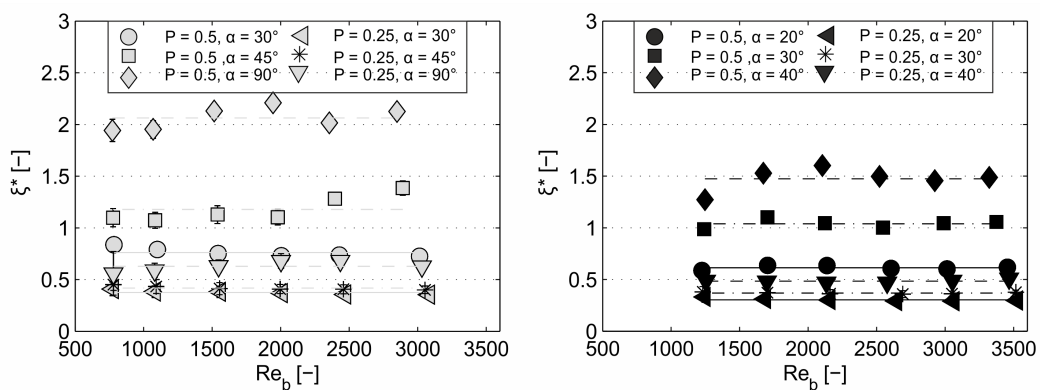 3
2.5
2
1.5
1
0.5
0
ξ* [−]
P = 0.5, α = 30°
P = 0.5 ,α = 45°
P = 0.5, α = 90°
P = 0.25, α = 30°
P = 0.25, α = 45°
P = 0.25, α = 90°
500 1000 1500 2000 2500 3000 3500
Re_b [−]
3
2.5
2
1.5
1
0.5
0
ξ* [−]
P = 0.5, α = 20°
P = 0.5 ,α = 30°
P = 0.5, α = 40°
P = 0.25, α = 20°
P = 0.25, α = 30°
P = 0.25, α = 40°
500 1000 1500 2000 2500 3000 3500
Re_b [−]